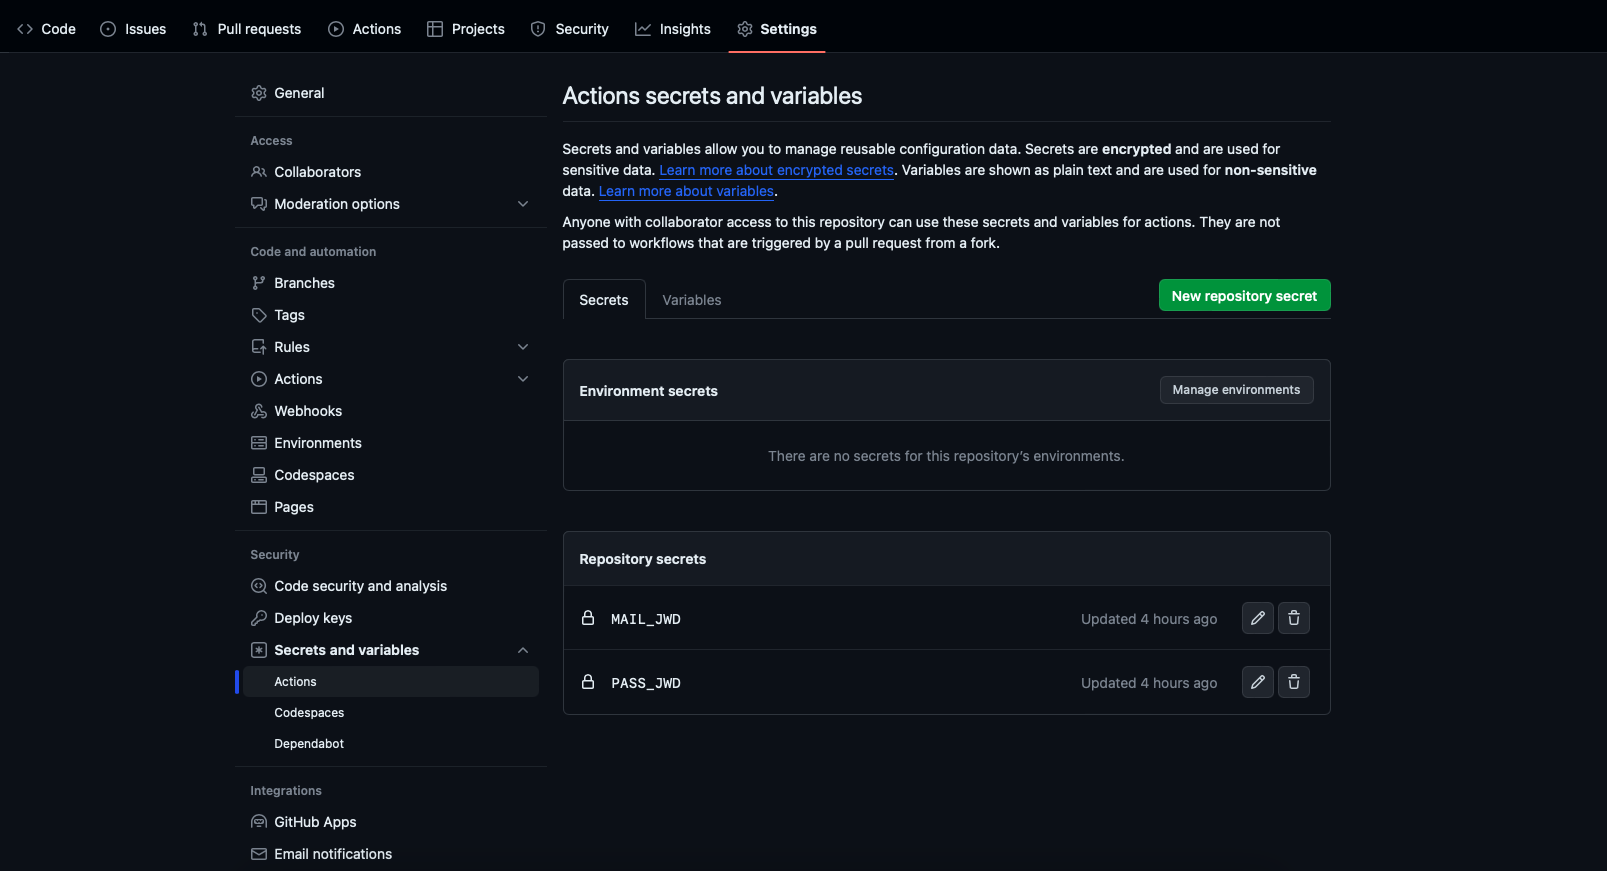 Code
Issues
Pull requests
Actions
Projects
Security
Insights
Settings
General
Access
Collaborators
Moderation options
Code and automation
Branches
Tags
Rules
Actions
Webhooks
Environments
Codespaces
Pages
Security
Code security and analysis
Deploy keys
Secrets and variables
Actions
Codespaces
Dependabot
Integrations
GitHub Apps
Email notifications
Actions secrets and variables
Secrets and variables allow you to manage reusable configuration data. Secrets are encrypted and are used for
sensitive data. Learn more about encrypted secrets. Variables are shown as plain text and are used for non-sensitive
data. Learn more about variables.
Anyone with collaborator access to this repository can use these secrets and variables for actions. They are not
passed to workflows that are triggered by a pull request from a fork.
Secrets
Variables
New repository secret
Environment secrets
Manage environments
There are no secrets for this repository’s environments.
Repository secrets
MAIL_JWD
Updated 4 hours ago
PASS_JWD
Updated 4 hours ago